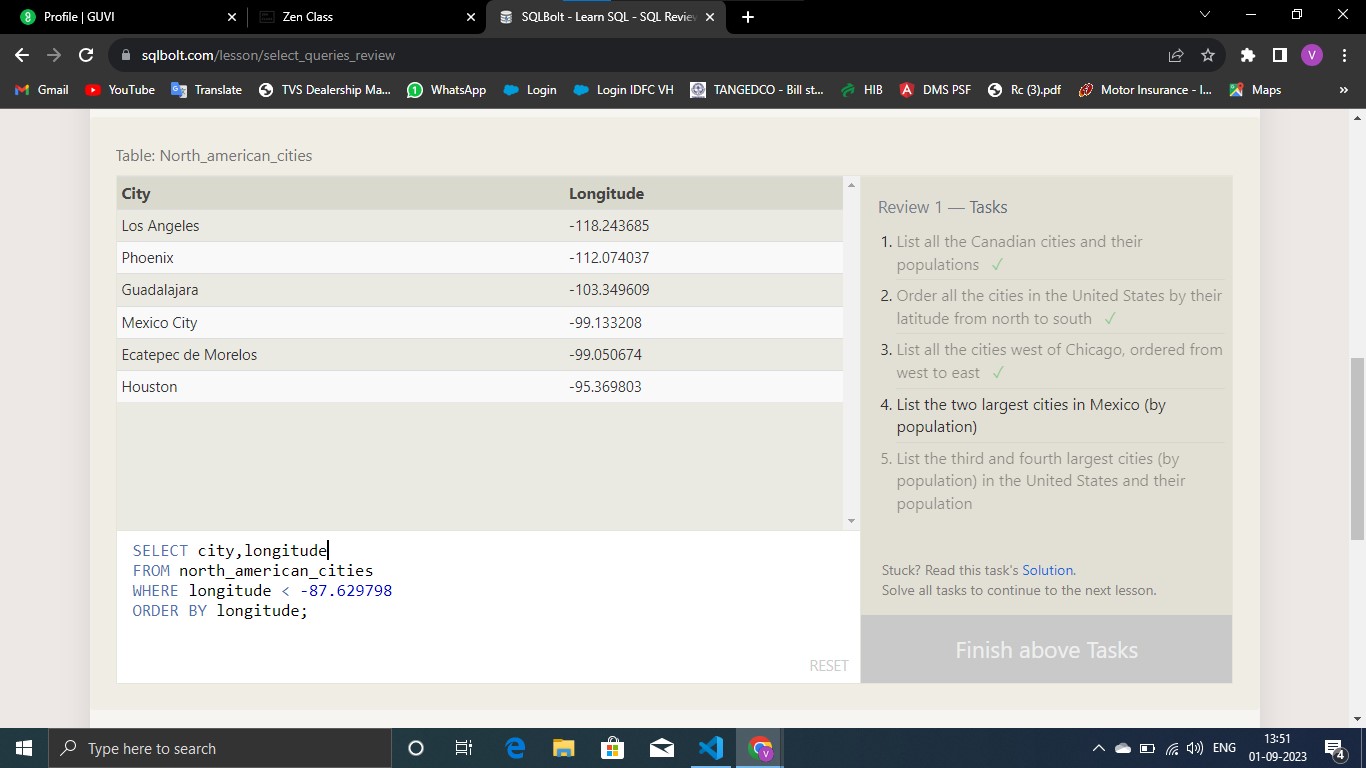 Profile | GUVI
Zen Class
SQLBolt - Learn SQL - SQL Review
sqlbolt.com/lesson/select_queries_review
V
Gmail
YouTube
Translate
TVS Dealership Ma...
WhatsApp
Login
Login IDFC VH
TANGEDCO - Bill st...
HIB
DMS PSF
Rc (3).pdf
Motor Insurance - I...
Maps
»
Table: North_american_cities
City Longitude
Los Angeles -118.243685
Phoenix -112.074037
Guadalajara -103.349609
Mexico City -99.133208
Ecatepec de Morelos -99.050674
Houston -95.369803
SELECT city,longitude
FROM north_american_cities
WHERE longitude < -87.629798
ORDER BY longitude;
RESET
Review 1 — Tasks
1. List all the Canadian cities and their
populations ✓
2. Order all the cities in the United States by their
latitude from north to south ✓
3. List all the cities west of Chicago, ordered from
west to east ✓
4. List the two largest cities in Mexico (by
population)
5. List the third and fourth largest cities (by
population) in the United States and their
population
Stuck? Read this task's Solution.
Solve all tasks to continue to the next lesson.
Finish above Tasks
Type here to search
V
ENG
13:51
01-09-2023
4